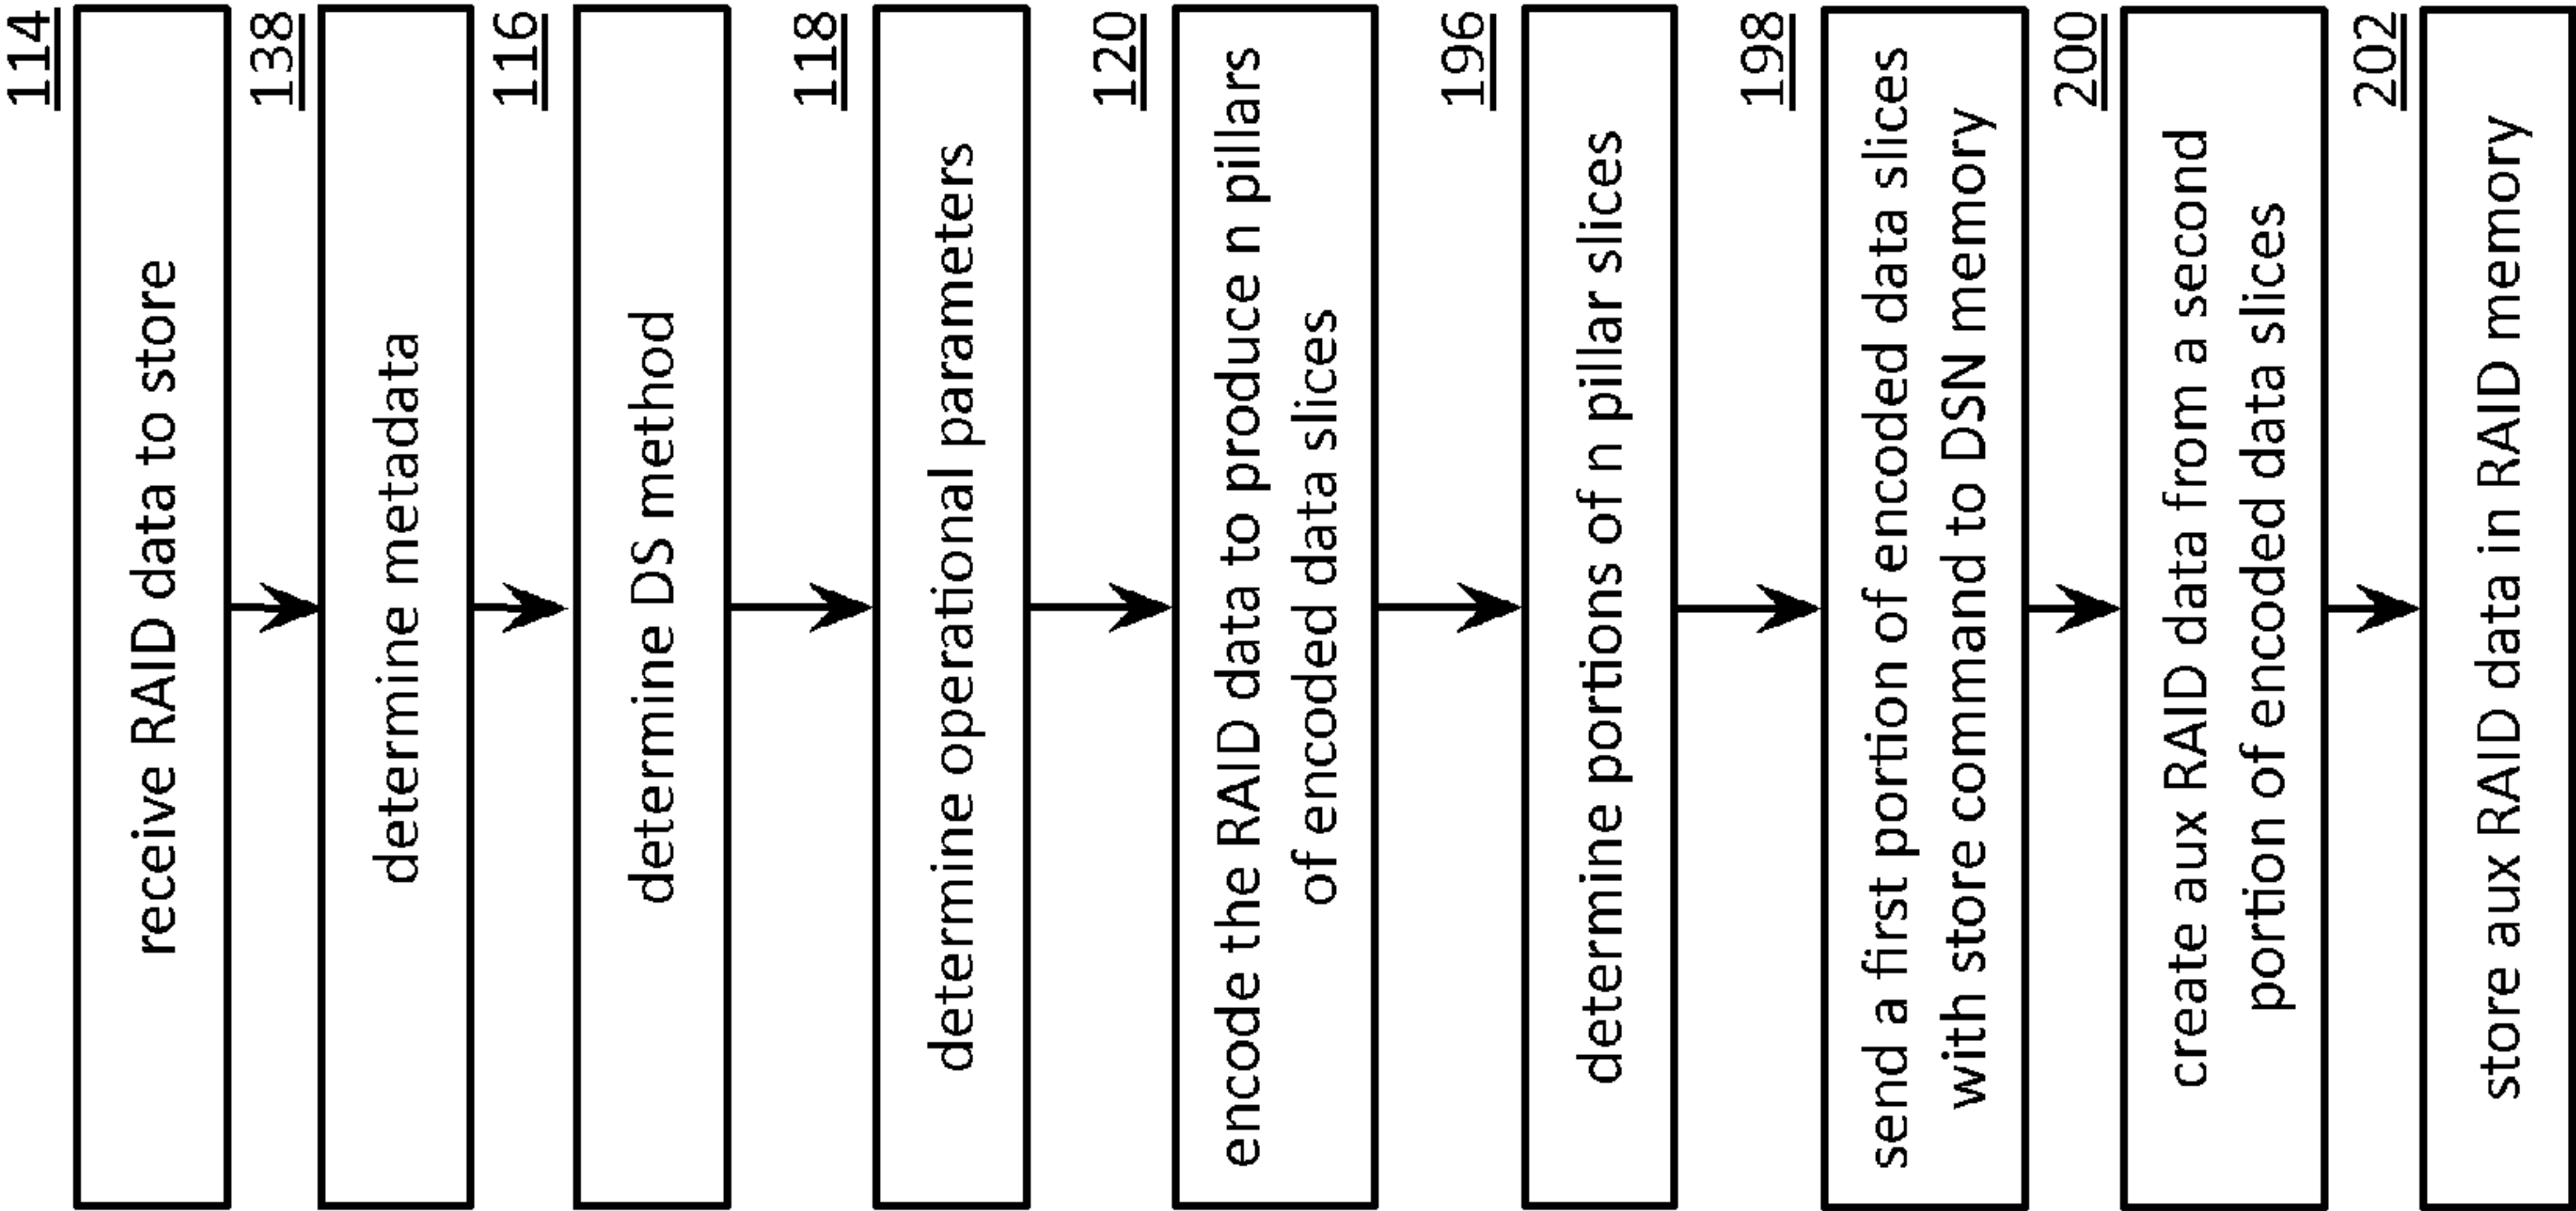 114
receive RAID data to store
138
determine metadata
116
determine DS method
118
determine operational parameters
120
encode the RAID data to produce n pillars
of encoded data slices
196
determine portions of n pillar slices
198
send a first portion of encoded data slices
with store command to DSN memory
200
create aux RAID data from a second
portion of encoded data slices
202
store aux RAID data in RAID memory